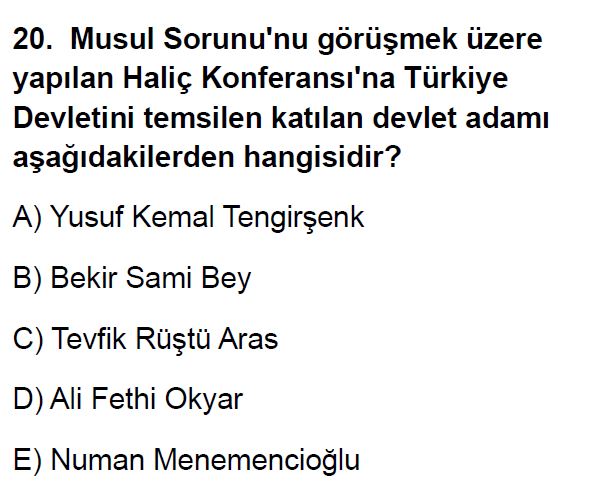 20.  Musul Sorunu'nu görüşmek üzere
yapılan Haliç Konferansı'na Türkiye
Devletini temsilen katılan devlet adamı
aşağıdakilerden hangisidir?
A) Yusuf Kemal Tengirşenk
B) Bekir Sami Bey
C) Tevfik Rüştü Aras
D) Ali Fethi Okyar
E) Numan Menemencioğlu